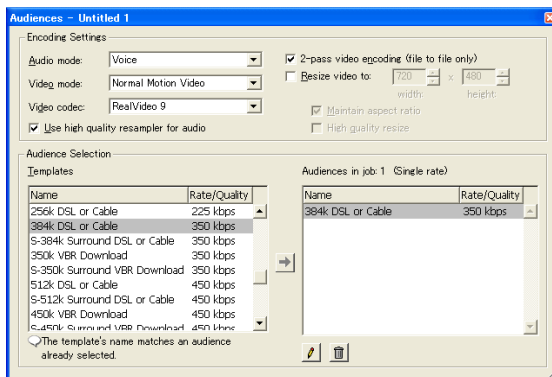 Audiences - Untitled 1
Encoding Settings
Audio mode: Voice
Video mode: Normal Motion Video
Video codec: RealVideo 9
Use high quality resampler for audio
2-pass video encoding (file to file only)
Resize video to: 720 x 480
width: height:
Maintain aspect ratio
High quality resize
Audience Selection
Templates
Name Rate/Quality
256k DSL or Cable 225 kbps
384k DSL or Cable 350 kbps
S-384k Surround DSL or Cable 350 kbps
350k VBR Download 350 kbps
S-350k Surround VBR Download 350 kbps
512k DSL or Cable 450 kbps
S-512k Surround DSL or Cable 450 kbps
450k VBR Download 450 kbps
S-450k Surround VBR Download 450 kbps
The template's name matches an
audience already selected.
Audiences in job: 1 (Single rate)
Name Rate/Quality
384k DSL or Cable 350 kbps